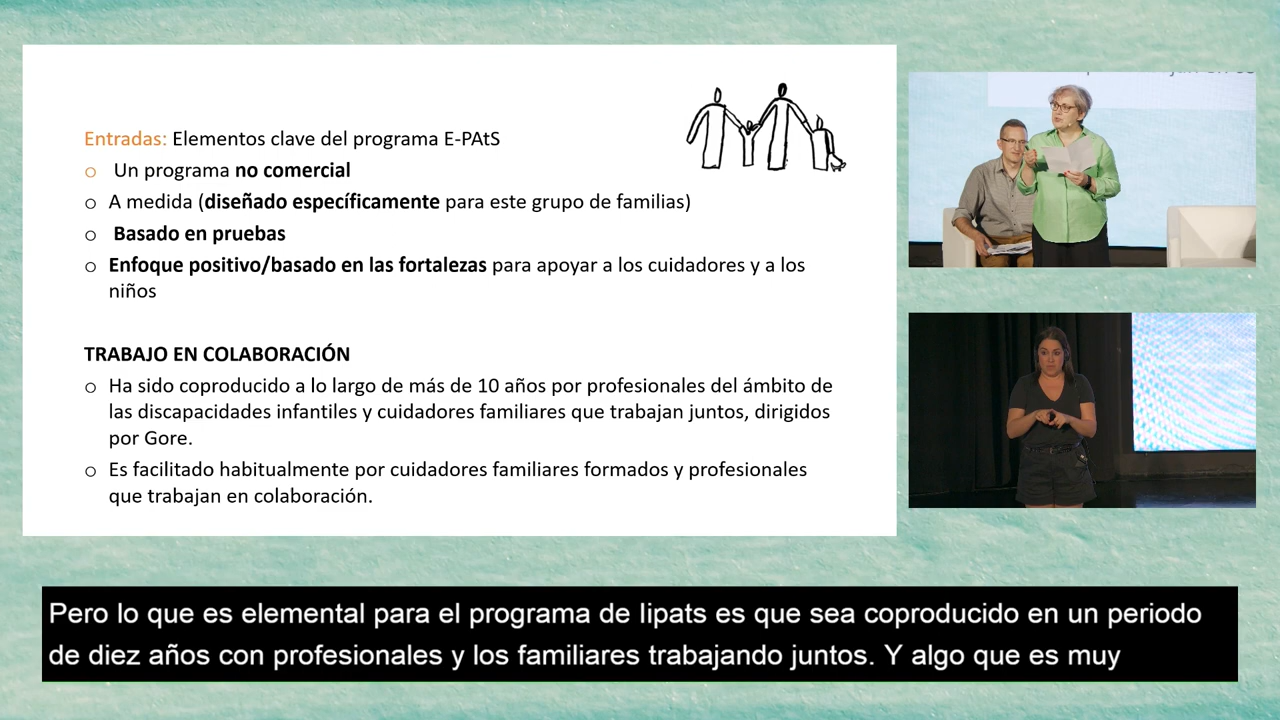 Entradas: Elementos clave del programa E-PAtS
o Un programa no comercial
o A medida (diseñado específicamente para este grupo de familias)
o Basado en pruebas
o Enfoque positivo/basado en las fortalezas para apoyar a los cuidadores y a los
niños
TRABAJO EN COLABORACIÓN
o Ha sido coproducido a lo largo de más de 10 años por profesionales del ámbito de
las discapacidades infantiles y cuidadores familiares que trabajan juntos, dirigidos
por Gore.
o Es facilitado habitualmente por cuidadores familiares formados y profesionales
que trabajan en colaboración.
Pero lo que es elemental para el programa de Iipats es que sea coproducido en un periodo
de diez años con profesionales y los familiares trabajando juntos. Y algo que es muy